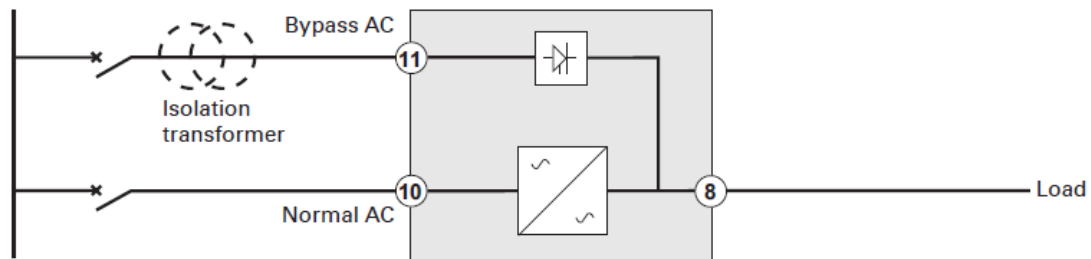 Bypass AC
11
Isolation
transformer
10
8
Load
Normal AC